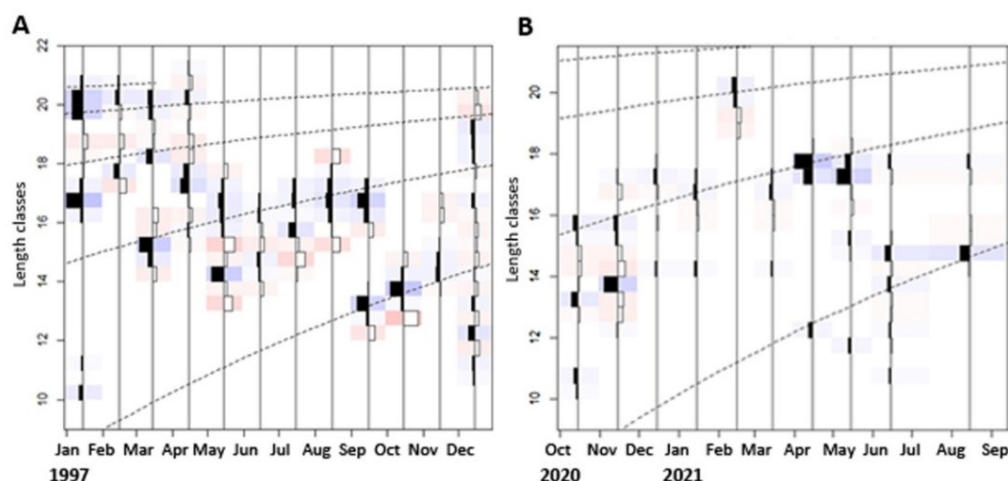 A
B
Length classes
22
20
18
16
14
12
10
Jan Feb Mar Apr May Jun Jul Aug Sep Oct Nov Dec
1997
Length classes
20
18
16
14
12
10
Oct Nov Dec Jan Feb Mar Apr May Jun Jul Aug Sep
2020 2021